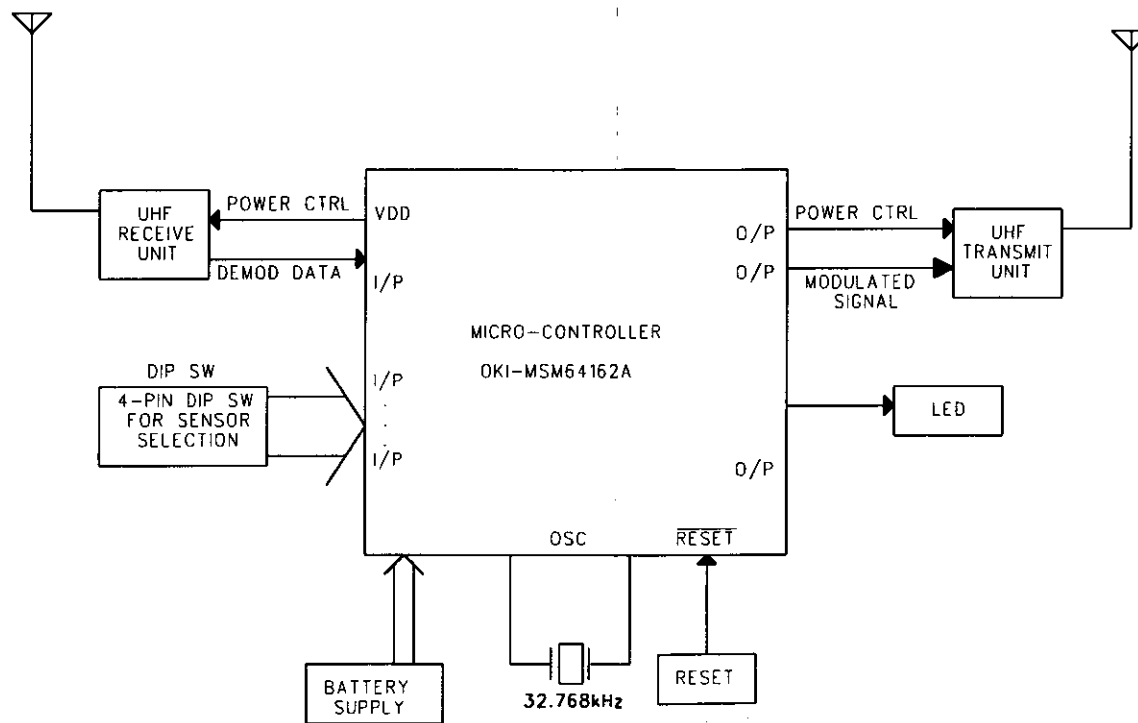 UHF
RECEIVE
UNIT
POWER CTRL
DEMOD DATA
VDD
I/P
O/P
O/P
POWER CTRL
MODULATED
SIGNAL
UHF
TRANSMIT
UNIT
MICRO-CONTROLLER
OKI-MSM64162A
DIP SW
4-PIN DIP SW
FOR SENSOR
SELECTION
I/P
I/P
LED
O/P
OSC
RESET
BATTERY
SUPPLY
32.768kHz
RESET